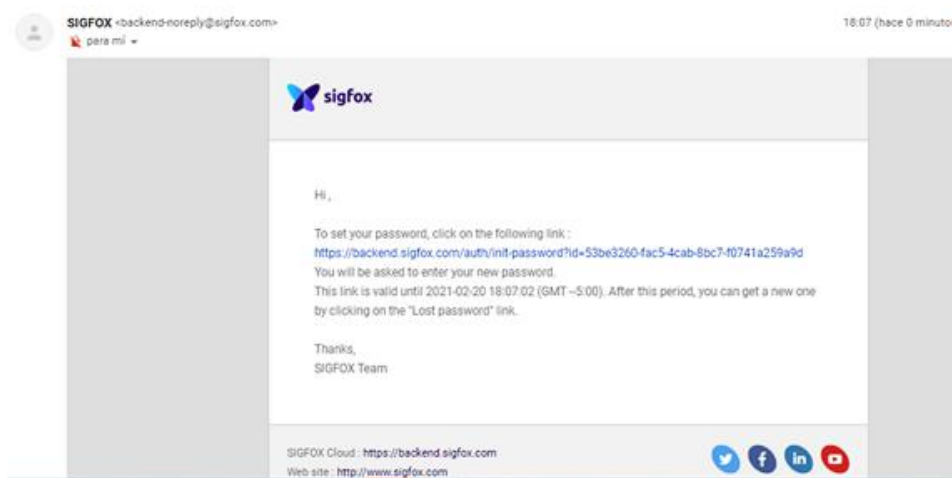 SIGFOX <backend-noreply@sigfox.com>
18:07 (hace 0 minuto
para mí
sigfox
Hi ,
To set your password, click on the following link :
https://backend.sigfox.com/auth/init-password?id=53be3260-fac5-4cab-8bc7-f0741a259a9d
You will be asked to enter your new password.
This link is valid until 2021-02-20 18:07:02 (GMT --5:00). After this period, you can get a new one
by clicking on the "Lost password" link.
Thanks,
SIGFOX Team
SIGFOX Cloud : https://backend.sigfox.com
Web site : http://www.sigfox.com